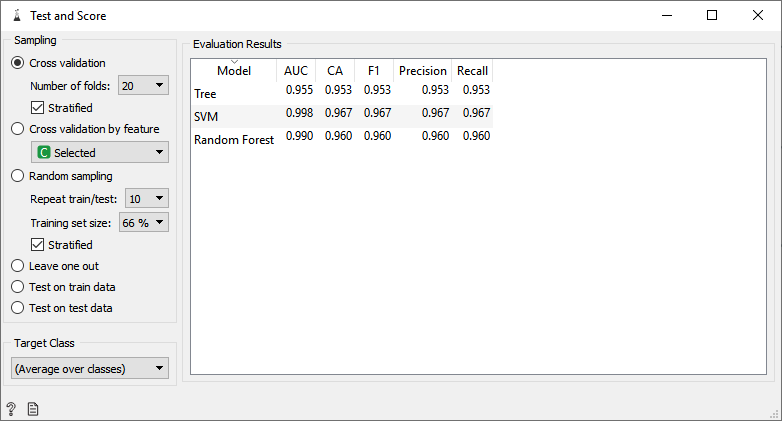 Test and Score
Sampling
Cross validation
Number of folds: 20
Stratified
Cross validation by feature
C Selected
Random sampling
Repeat train/test: 10
Training set size: 66 %
Stratified
Leave one out
Test on train data
Test on test data
Target Class
(Average over classes)
?
Evaluation Results
Model AUC CA F1 Precision Recall
Tree 0.955 0.953 0.953 0.953 0.953
SVM 0.998 0.967 0.967 0.967 0.967
Random Forest 0.990 0.960 0.960 0.960 0.960